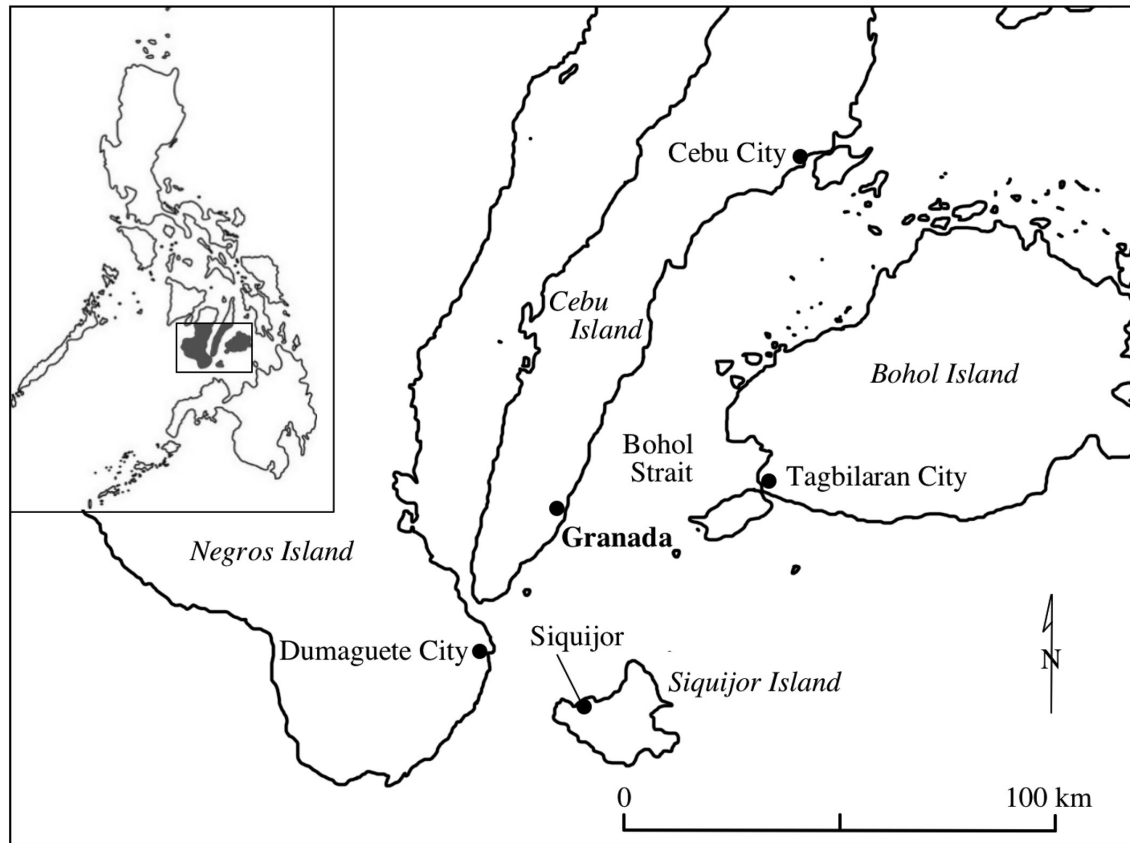 Cebu City
Cebu
Island
Bohol Island
Bohol
Strait
Tagbilaran City
Granada
Negros Island
Siquijor
Dumaguete City
Siquijor Island
N
0
100 km